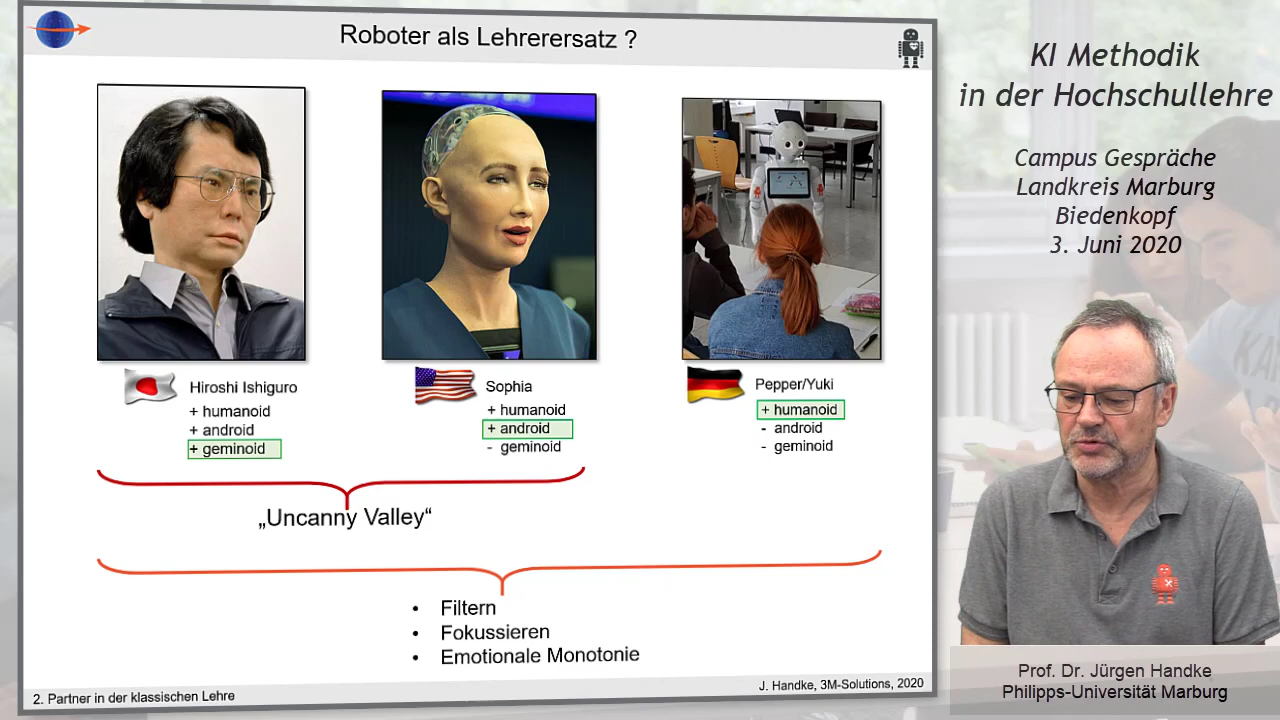 Roboter als Lehrerersatz ?
Hiroshi Ishiguro
+ humanoid
+ android
+ geminoid
Sophia
+ humanoid
+ android
- geminoid
Pepper/Yuki
+ humanoid
- android
- geminoid
„Uncanny Valley“
• Filtern
• Fokussieren
• Emotionale Monotonie
2. Partner in der klassischen Lehre
J. Handke, 3M-Solutions, 2020
KI Methodik
in der Hochschullehre
Campus Gespräche
Landkreis Marburg
Biedenkopf
3. Juni 2020
Prof. Dr. Jürgen Handke
Philipps-Universität Marburg